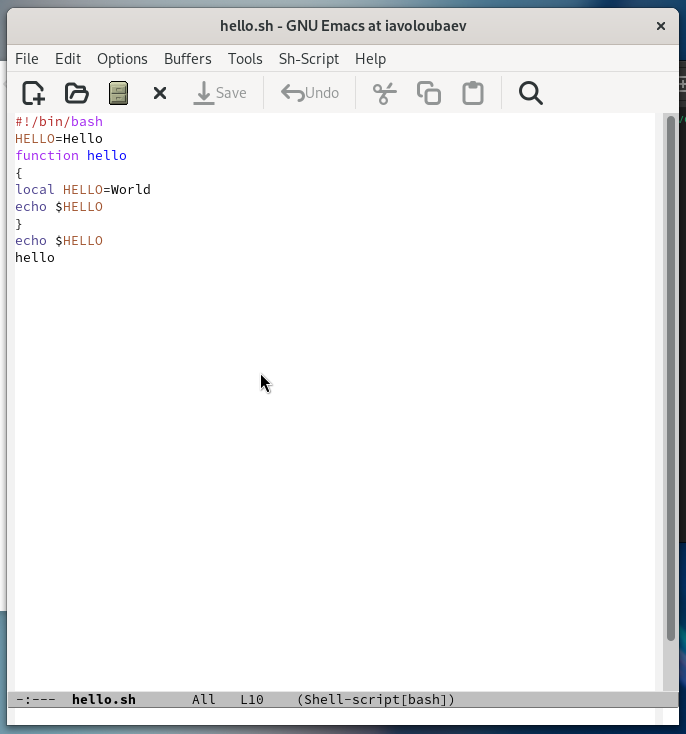 hello.sh - GNU Emacs at iavoloubaev
File Edit Options Buffers Tools Sh-Script Help
Save Undo
#!/bin/bash
HELLO=Hello
function hello
{
local HELLO=World
echo $HELLO
}
echo $HELLO
hello
-:--- hello.sh All L10 (Shell-script[bash])